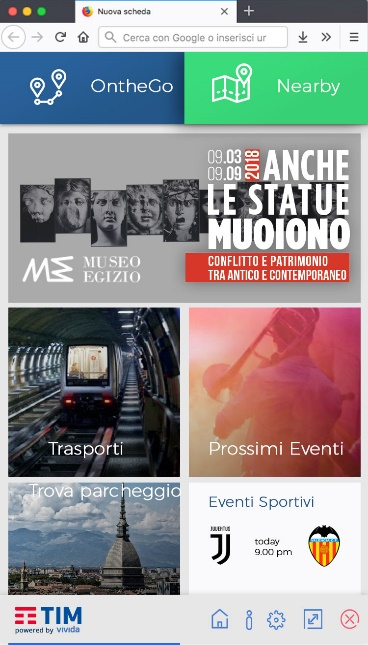 Nuova scheda
Cerca con Google o inserisci ur
OntheGo
Nearby
09.03
09.09
2018
ANCHE
LE STATUE
MUOIONO
CONFLITTO E PATRIMONIO
TRA ANTICO E CONTEMPORANEO
MUSEO
EGIZIO
Trasporti
Prossimi Eventi
Trova parcheggio
Eventi Sportivi
JUVENTUS
today
9.00 pm
TIM
powered by vivida